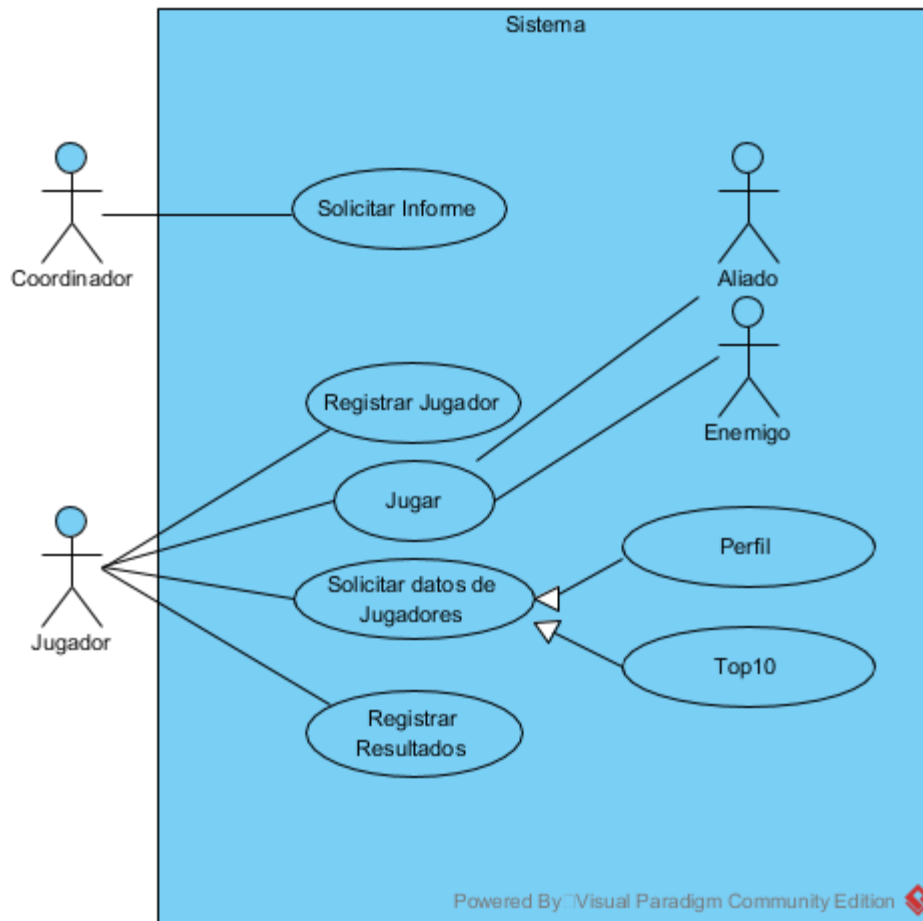 Sistema
Solicitar Informe
Coordinador
Aliado
Registrar Jugador
Enemigo
Jugar
Perfil
Solicitar datos de
Jugadores
Jugador
Top10
Registrar
Resultados
Powered By Visual Paradigm Community Edition